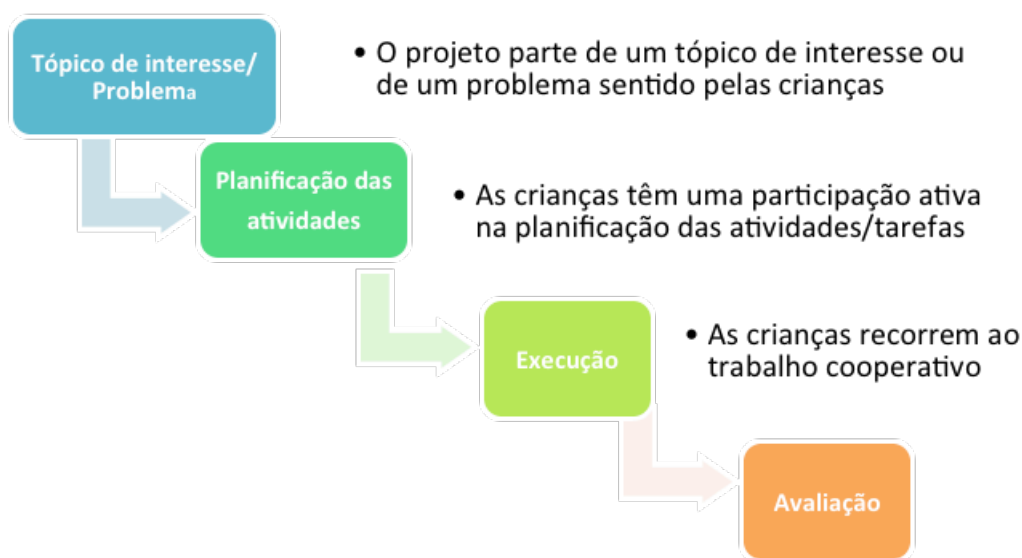 Tópico de interesse/
Problema
• O projeto parte de um tópico de interesse ou
de um problema sentido pelas crianças
Planificação das
atividades
• As crianças têm uma participação ativa
na planificação das atividades/tarefas
Execução
• As crianças recorrem ao
trabalho cooperativo
Avaliação